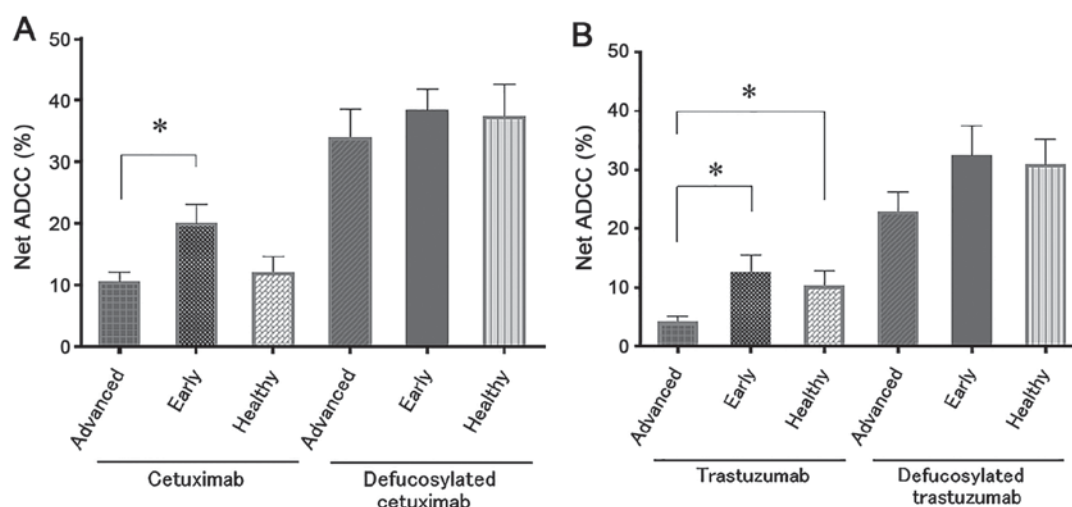 A
Net ADCC (%)
50
40
30
20
10
0
*
Advanced
Early
Healthy
Advanced
Early
Healthy
Cetuximab
Defucosylated
cetuximab
B
Net ADCC (%)
50
40
30
20
10
0
*
*
Advanced
Early
Healthy
Advanced
Early
Healthy
Trastuzumab
Defucosylated
trastuzumab